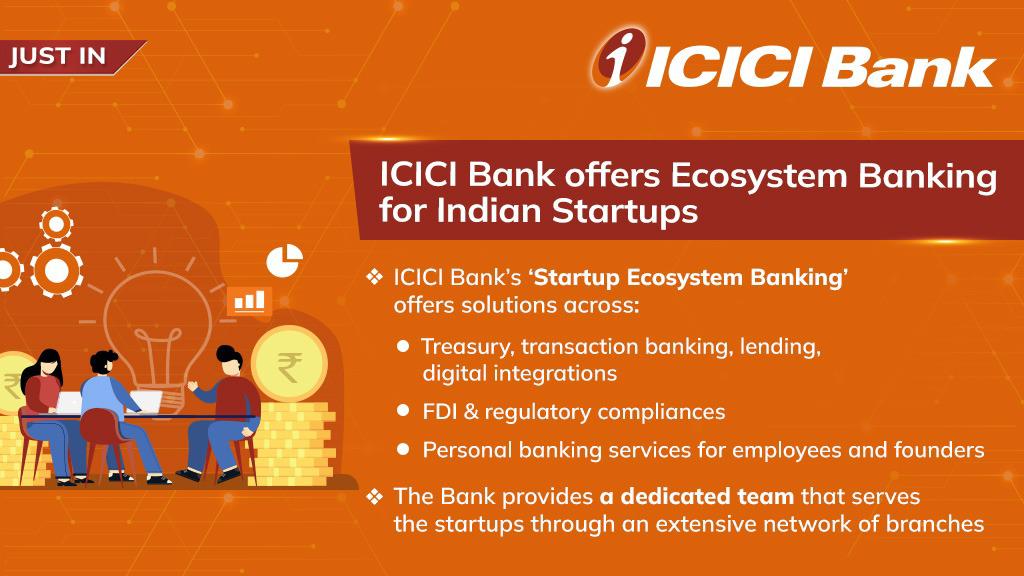 JUST IN
i ICICI Bank
ICICI Bank offers Ecosystem Banking
for Indian Startups
❖ ICICI Bank’s ‘Startup Ecosystem Banking’
offers solutions across:
● Treasury, transaction banking, lending,
digital integrations
● FDI & regulatory compliances
● Personal banking services for employees and founders
❖ The Bank provides a dedicated team that serves
the startups through an extensive network of branches
₹
₹